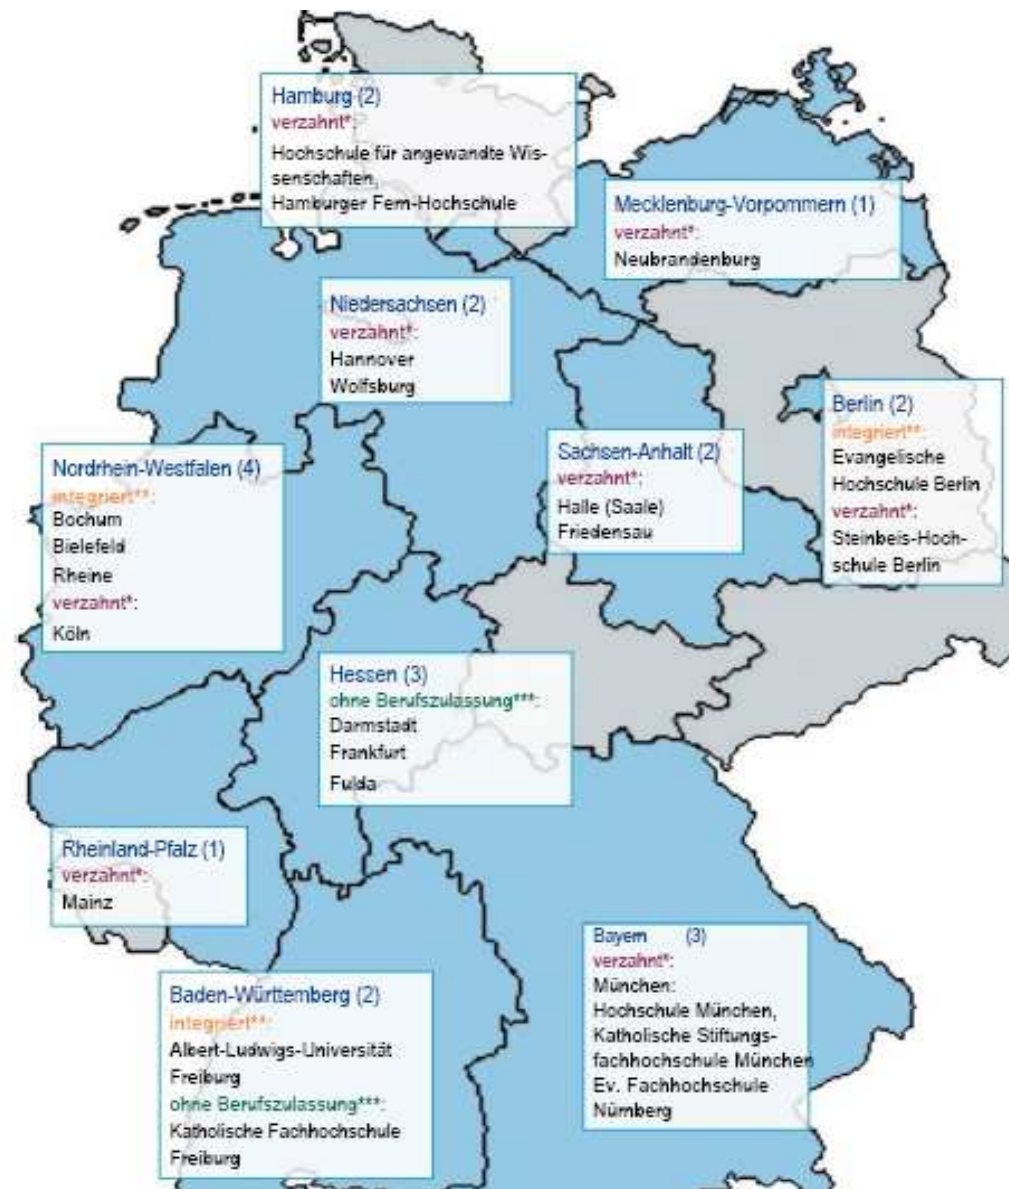 Hamburg (2)
verzahnt*:
Hochschule für angewandte Wis-
senschaften,
Hamburger Fern-Hochschule
Mecklenburg-Vorpommern (1)
verzahnt*:
Neubrandenburg
Niedersachsen (2)
verzahnt*:
Hannover
Wolfsburg
Berlin (2)
integriert**:
Evangelische
Hochschule Berlin
verzahnt*:
Steinbeis-Hoch-
schule Berlin
Sachsen-Anhalt (2)
verzahnt*:
Halle (Saale)
Friedensau
Nordrhein-Westfalen (4)
integriert**:
Bochum
Bielefeld
Rheine
verzahnt*:
Köln
Hessen (3)
ohne Berufszulassung***:
Darmstadt
Frankfurt
Fulda
Rheinland-Pfalz (1)
verzahnt*:
Mainz
Bayern (3)
verzahnt*:
München:
Hochschule München,
Katholische Stiftungs-
fachhochschule München
Ev. Fachhochschule
Nürnberg
Baden-Württemberg (2)
integriert**:
Albert-Ludwigs-Universität
Freiburg
ohne Berufszulassung***:
Katholische Fachhochschule
Freiburg